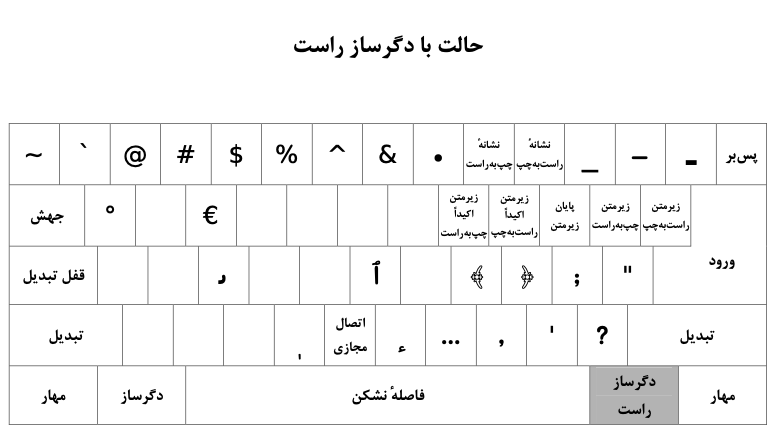 حالت با دگرساز راست
~ ` @ # $ % ^ & • نشانهٔ چپ‌به‌راست نشانهٔ راست‌به‌چپ _ − - پس‌بر
جهش ° € زیرمتن اکیداً چپ‌به‌راست زیرمتن اکیداً راست‌به‌چپ پایان زیرمتن زیرمتن چپ‌به‌راست زیرمتن راست‌به‌چپ
قفل تبدیل ٱ ﴾ ﴿ ; " ورود
تبدیل اتصال مجازی ء … , ' ? تبدیل
مهار دگرساز فاصلهٔ نشکن دگرساز راست مهار